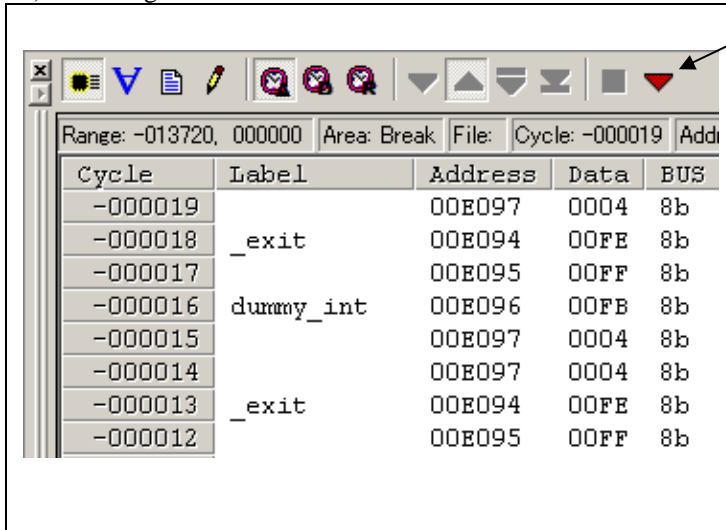 Range: -013720, 000000 Area: Break File: Cycle: -000019
Cycle Label Address Data BUS
-000019 00E097 0004 8b
-000018 _exit 00E094 00FE 8b
-000017 00E095 00FF 8b
-000016 dummy_int 00E096 00FB 8b
-000015 00E097 0004 8b
-000014 00E097 0004 8b
-000013 _exit 00E094 00FE 8b
-000012 00E095 00FF 8b